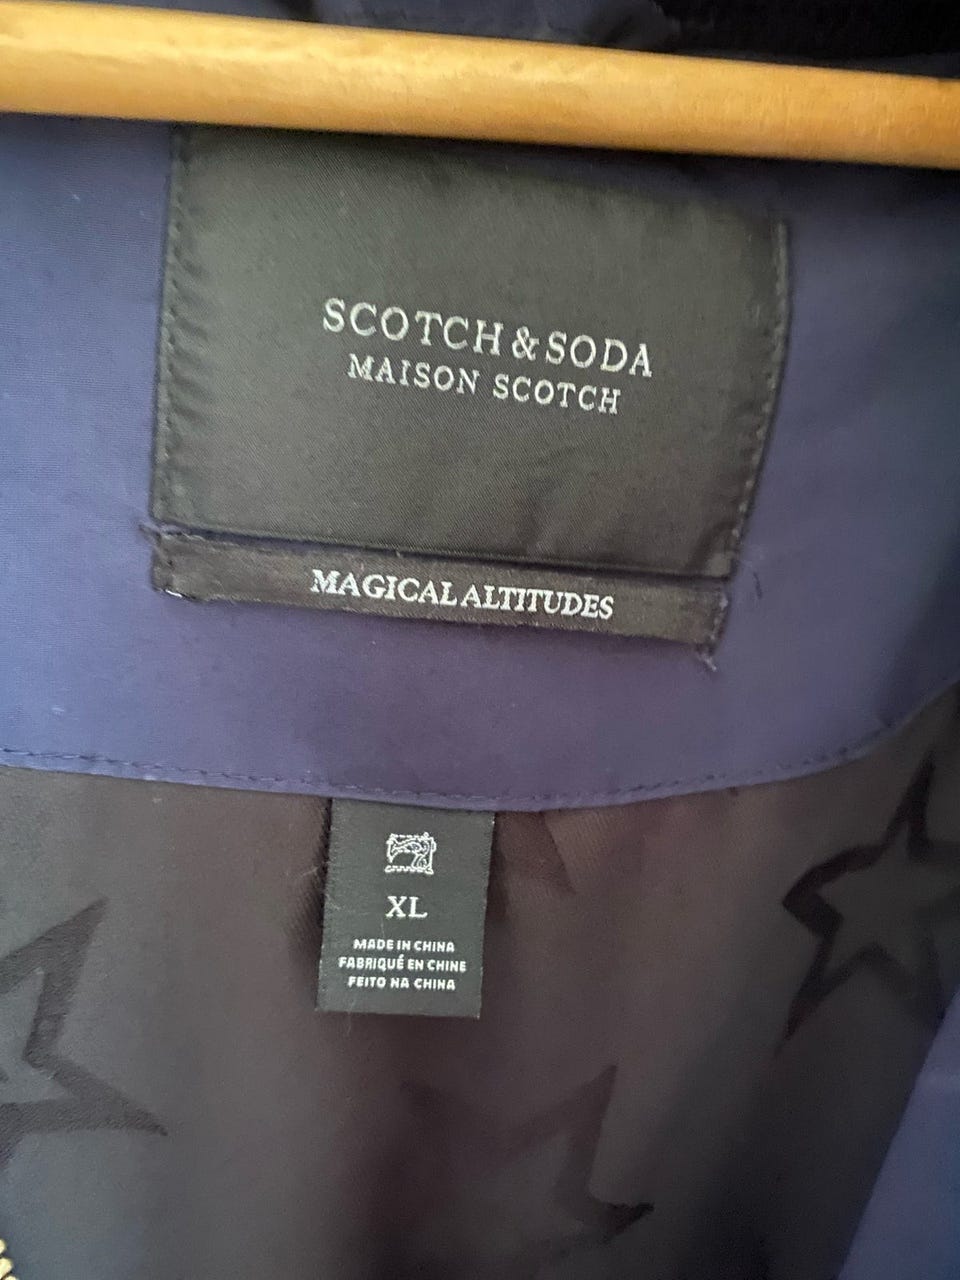 SCOTCH & SODA
MAISON SCOTCH
MAGICAL ALTITUDES
XL
MADE IN CHINA
FABRIQUÉ EN CHINE
FEITO NA CHINA